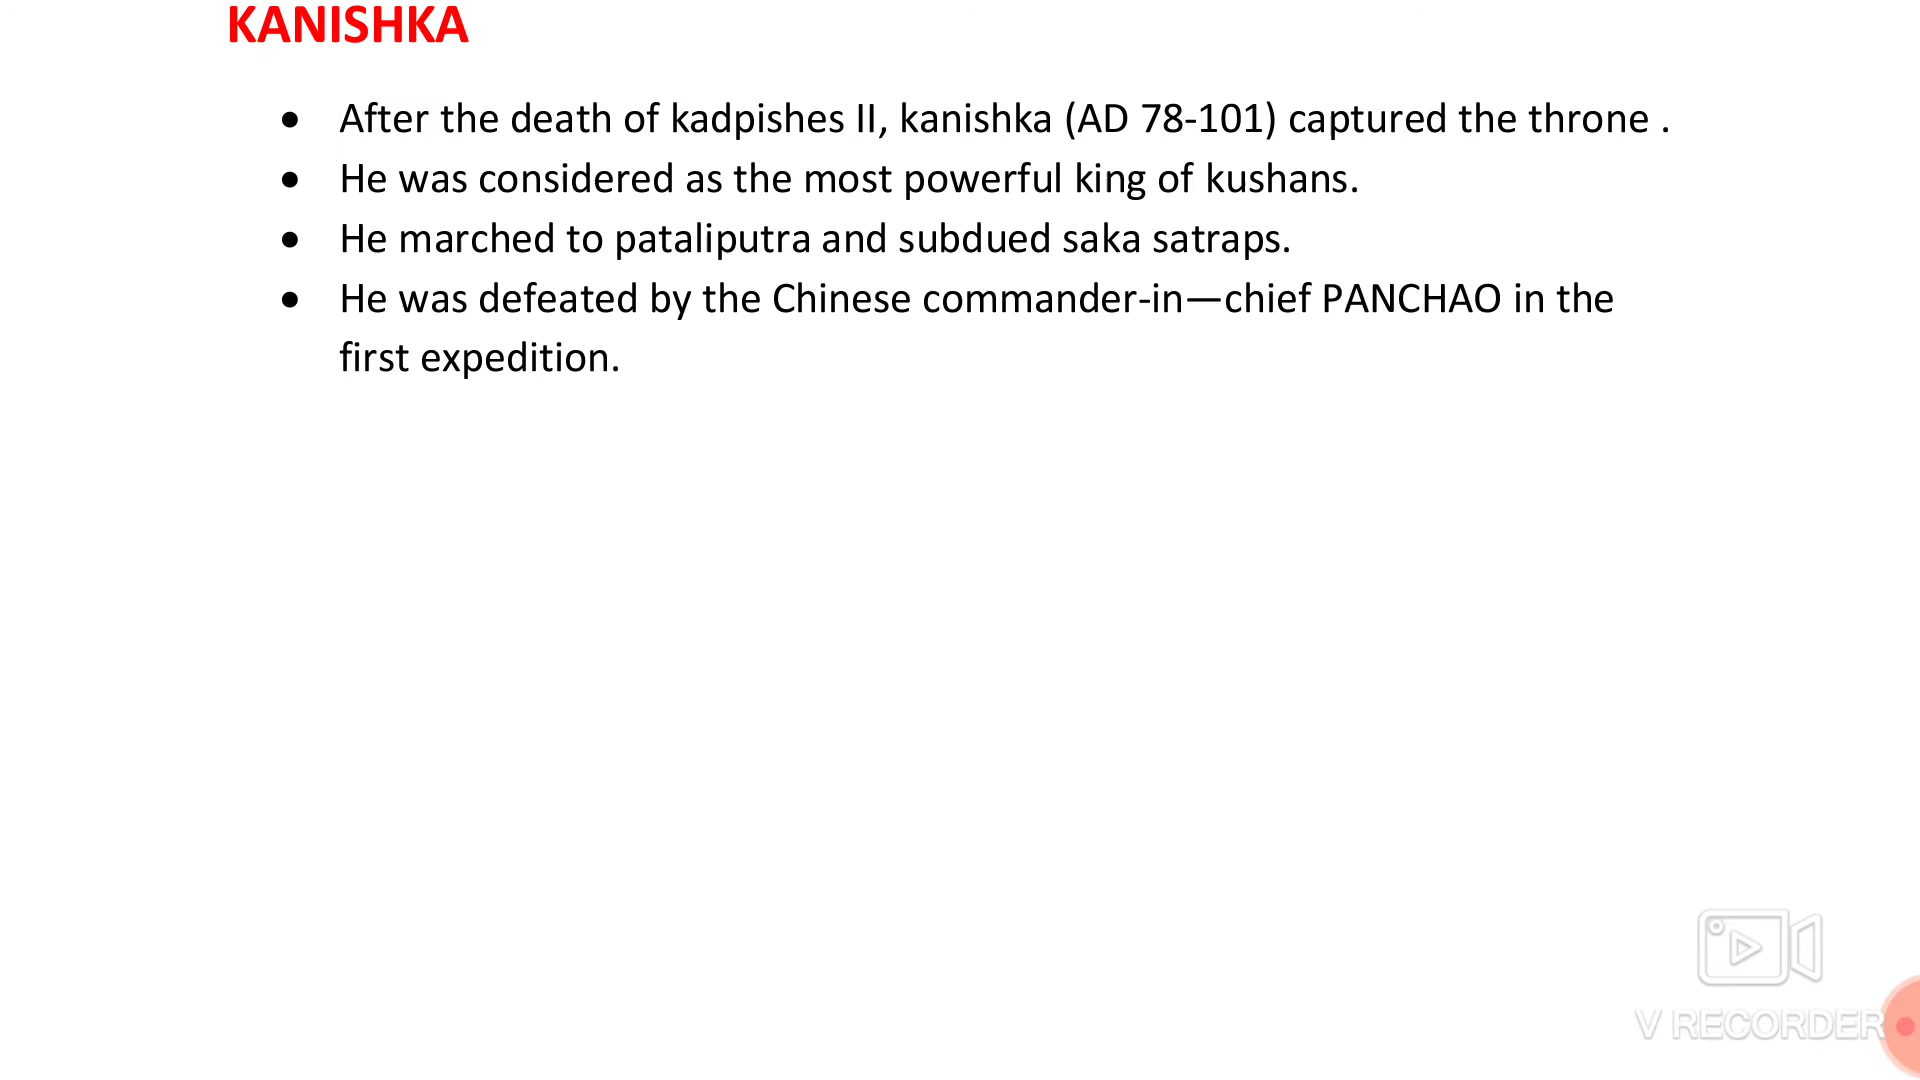 KANISHKA
• After the death of kadpishes II, kanishka (AD 78-101) captured the throne .
• He was considered as the most powerful king of kushans.
• He marched to pataliputra and subdued saka satraps.
• He was defeated by the Chinese commander-in—chief PANCHAO in the
first expedition.
V RECORDER